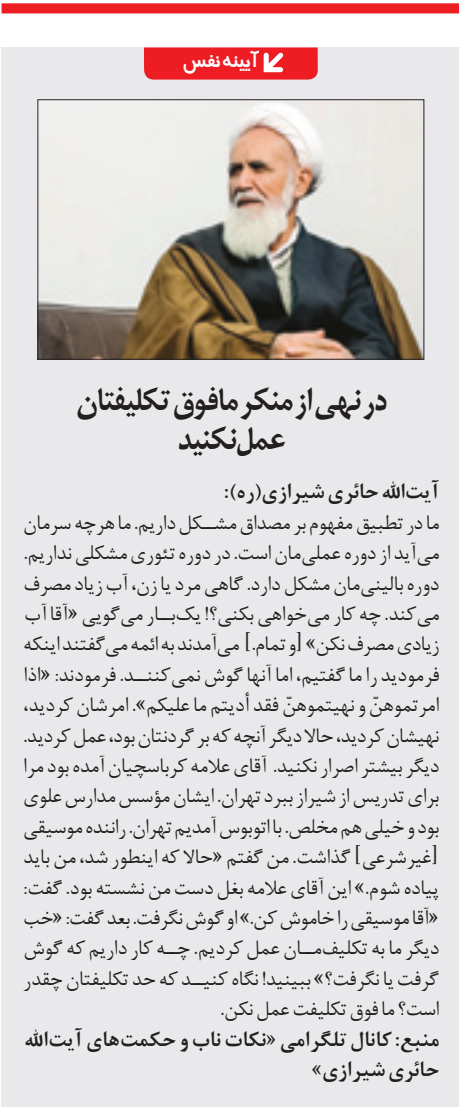 آیینه نفس
در نهی از منکر مافوق تکلیفتان
عمل نکنید
آیت‌الله حائری شیرازی(ره):
ما در تطبیق مفهوم بر مصداق مشــکل داریم. ما هرچه سرمان
می‌آید از دوره عملی‌مان است. در دوره تئوری مشکلی نداریم.
دوره بالینی‌مان مشکل دارد. گاهی مرد یا زن، آب زیاد مصرف
می‌کند. چه کار می‌خواهی بکنی؟! یک‌بــار می‌گویی «آقا آب
زیادی مصرف نکن» [و تمام.] می‌آمدند به ائمه می‌گفتند اینکه
فرمودید را ما گفتیم، اما آنها گوش نمی‌کننــد. فرمودند: «اذا
امرتموهنّ و نهیتموهنّ فقد أدیتم ما علیکم». امرشان کردید،
نهیشان کردید، حالا دیگر آنچه که بر گردنتان بود، عمل کردید.
دیگر بیشتر اصرار نکنید. آقای علامه کرباسچیان آمده بود مرا
برای تدریس از شیراز ببرد تهران. ایشان مؤسس مدارس علوی
بود و خیلی هم مخلص. با اتوبوس آمدیم تهران. راننده موسیقی
[غیرشرعی] گذاشت. من گفتم «حالا که اینطور شد، من باید
پیاده شوم.» این آقای علامه بغل دست من نشسته بود. گفت:
«آقا موسیقی را خاموش کن.» او گوش نگرفت. بعد گفت: «خب
دیگر ما به تکلیف‌مــان عمل کردیم. چــه کار داریم که گوش
گرفت یا نگرفت؟» ببینید! نگاه کنیــد که حد تکلیفتان چقدر
است؟ ما فوق تکلیفت عمل نکن.
منبع: کانال تلگرامی «نکات ناب و حکمت‌های آیت‌الله
حائری شیرازی»